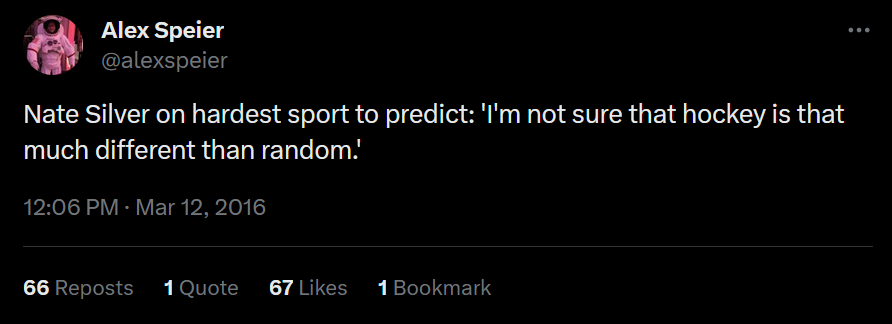 Alex Speier
@alexspeier
Nate Silver on hardest sport to predict: 'I'm not sure that hockey is that
much different than random.'
12:06 PM · Mar 12, 2016
66 Reposts 1 Quote 67 Likes 1 Bookmark